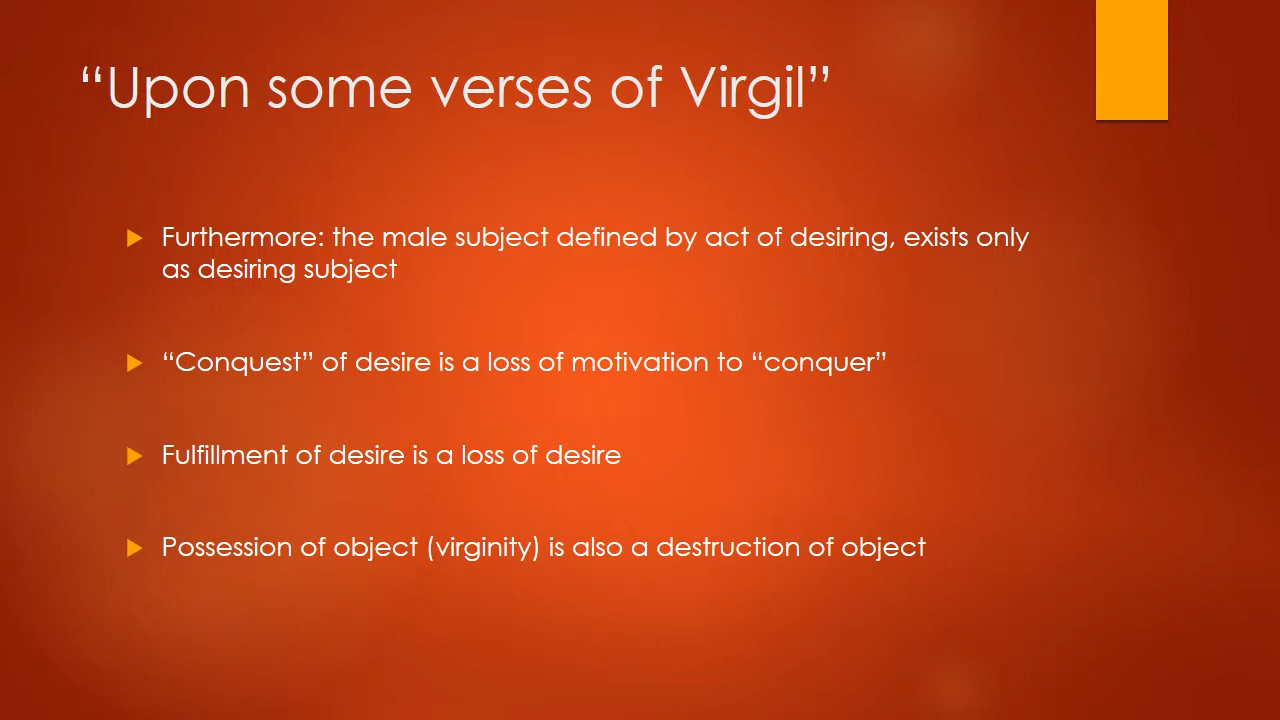 “Upon some verses of Virgil”
Furthermore: the male subject defined by act of desiring, exists only
as desiring subject
“Conquest” of desire is a loss of motivation to “conquer”
Fulfillment of desire is a loss of desire
Possession of object (virginity) is also a destruction of object